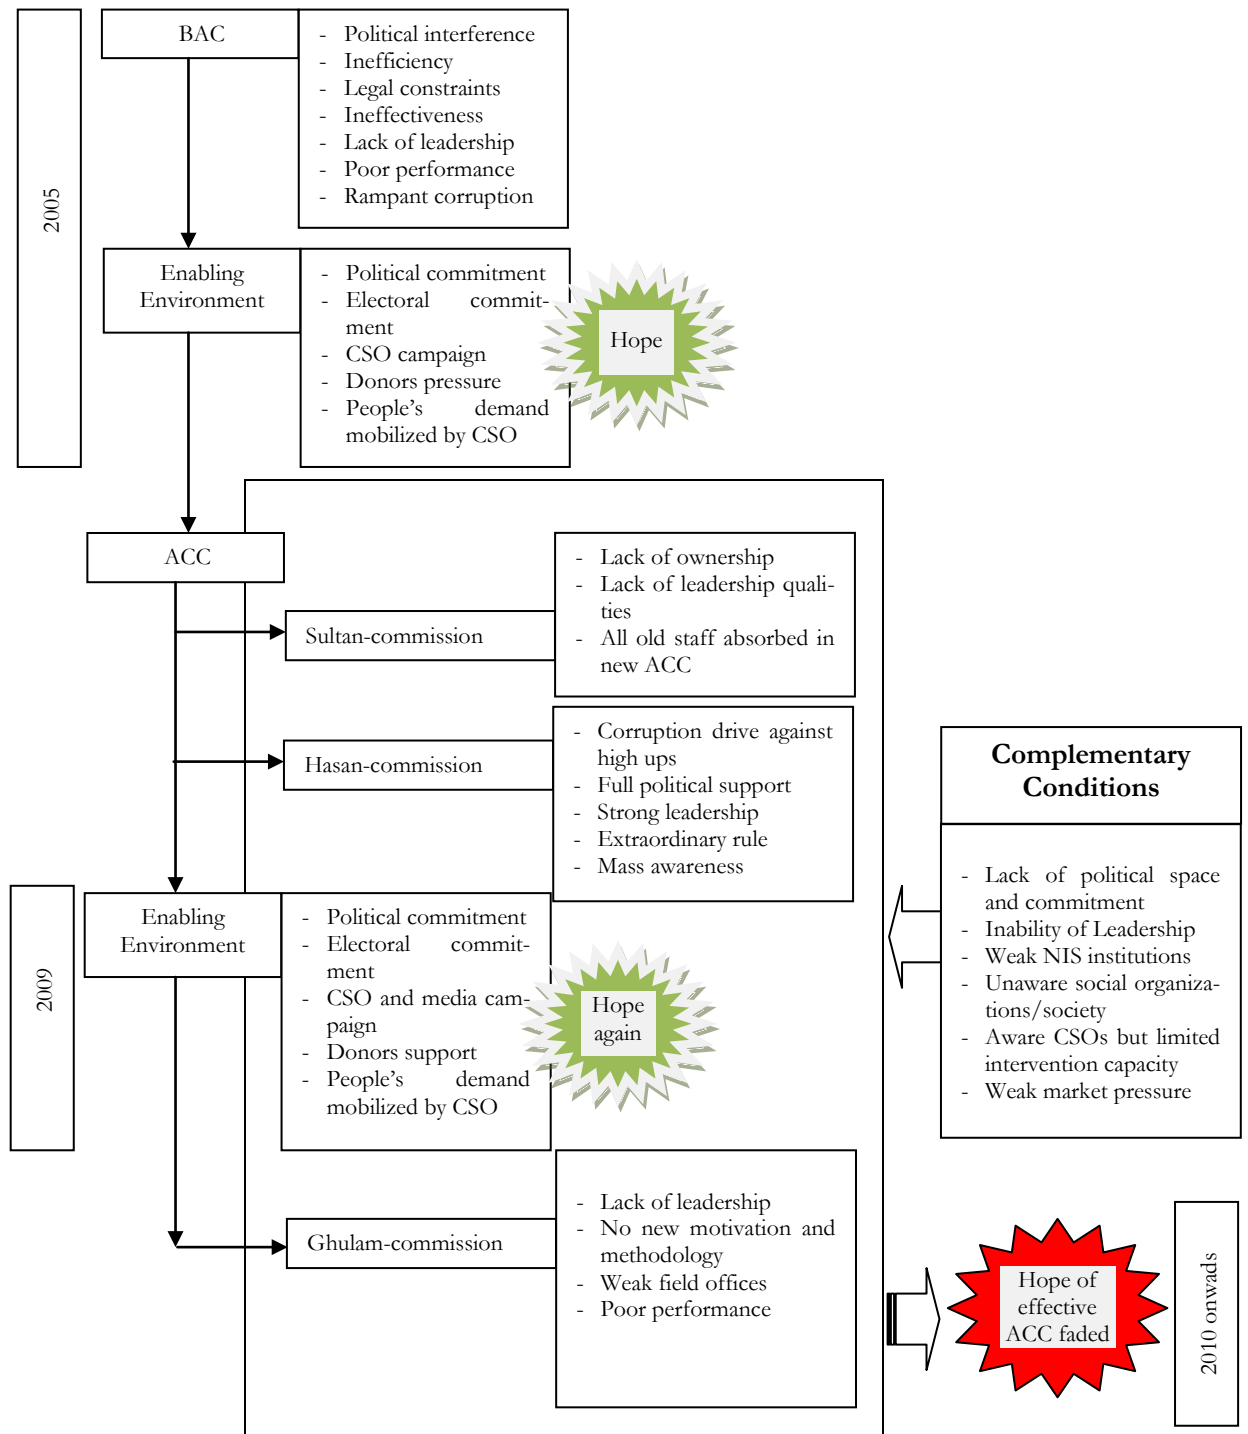 2005
BAC
- Political interference
- Inefficiency
- Legal constraints
- Ineffectiveness
- Lack of leadership
- Poor performance
- Rampant corruption
Enabling
Environment
- Political commitment
- Electoral commit-
ment
- CSO campaign
- Donors pressure
- People’s demand
mobilized by CSO
Hope
ACC
Sultan-commission
- Lack of ownership
- Lack of leadership quali-
ties
- All old staff absorbed in
new ACC
Hasan-commission
- Corruption drive against
high ups
- Full political support
- Strong leadership
- Extraordinary rule
- Mass awareness
Complementary
Conditions
- Lack of political space
and commitment
- Inability of Leadership
- Weak NIS institutions
- Unaware social organiza-
tions/society
- Aware CSOs but limited
intervention capacity
- Weak market pressure
2009
Enabling
Environment
- Political commitment
- Electoral commit-
ment
- CSO and media cam-
paign
- Donors support
- People’s demand
mobilized by CSO
Hope
again
Ghulam-commission
- Lack of leadership
- No new motivation and
methodology
- Weak field offices
- Poor performance
Hope of
effective
ACC faded
2010 onwads